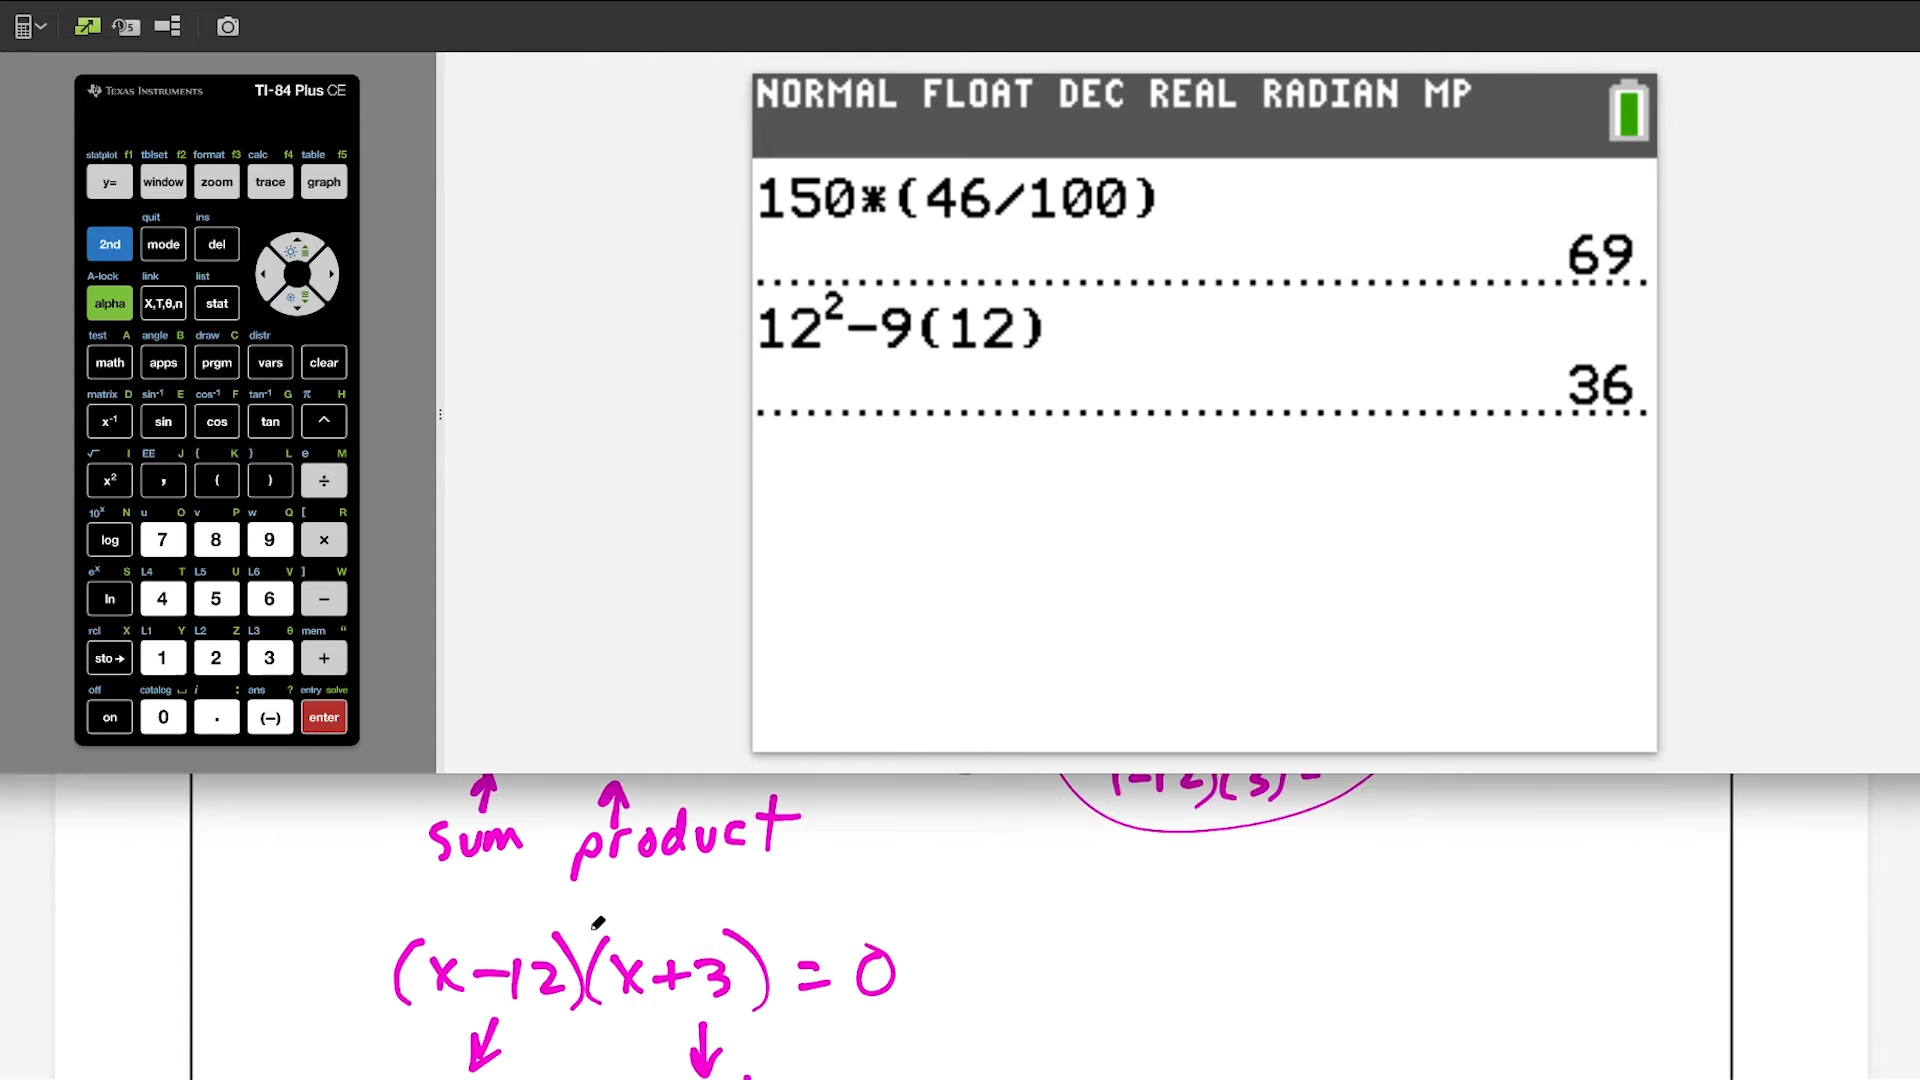 TEXAS INSTRUMENTS TI-84 Plus CE
statplot f1 tblset f2 format f3 calc f4 table f5
y= window zoom trace graph
quit ins
2nd mode del
A-lock link list
alpha X,T,θ,n stat
test A angle B draw C distr
math apps prgm vars clear
matrix D sin⁻¹ E cos⁻¹ F tan⁻¹ G π H
x⁻¹ sin cos tan ^
√ I EE J { K } L e M
x² , ( ) ÷
10ˣ N u O v P w Q [ R
log 7 8 9 ×
eˣ S L4 T L5 U L6 V ] W
ln 4 5 6 −
rcl X L1 Y L2 Z L3 θ mem “
sto→ 1 2 3 +
off catalog ⎵ i : ans ? entry solve
on 0 . (−) enter
NORMAL FLOAT DEC REAL RADIAN MP
150*(46/100)
69
12²−9(12)
36
sum product
(x−12)(x+3) = 0